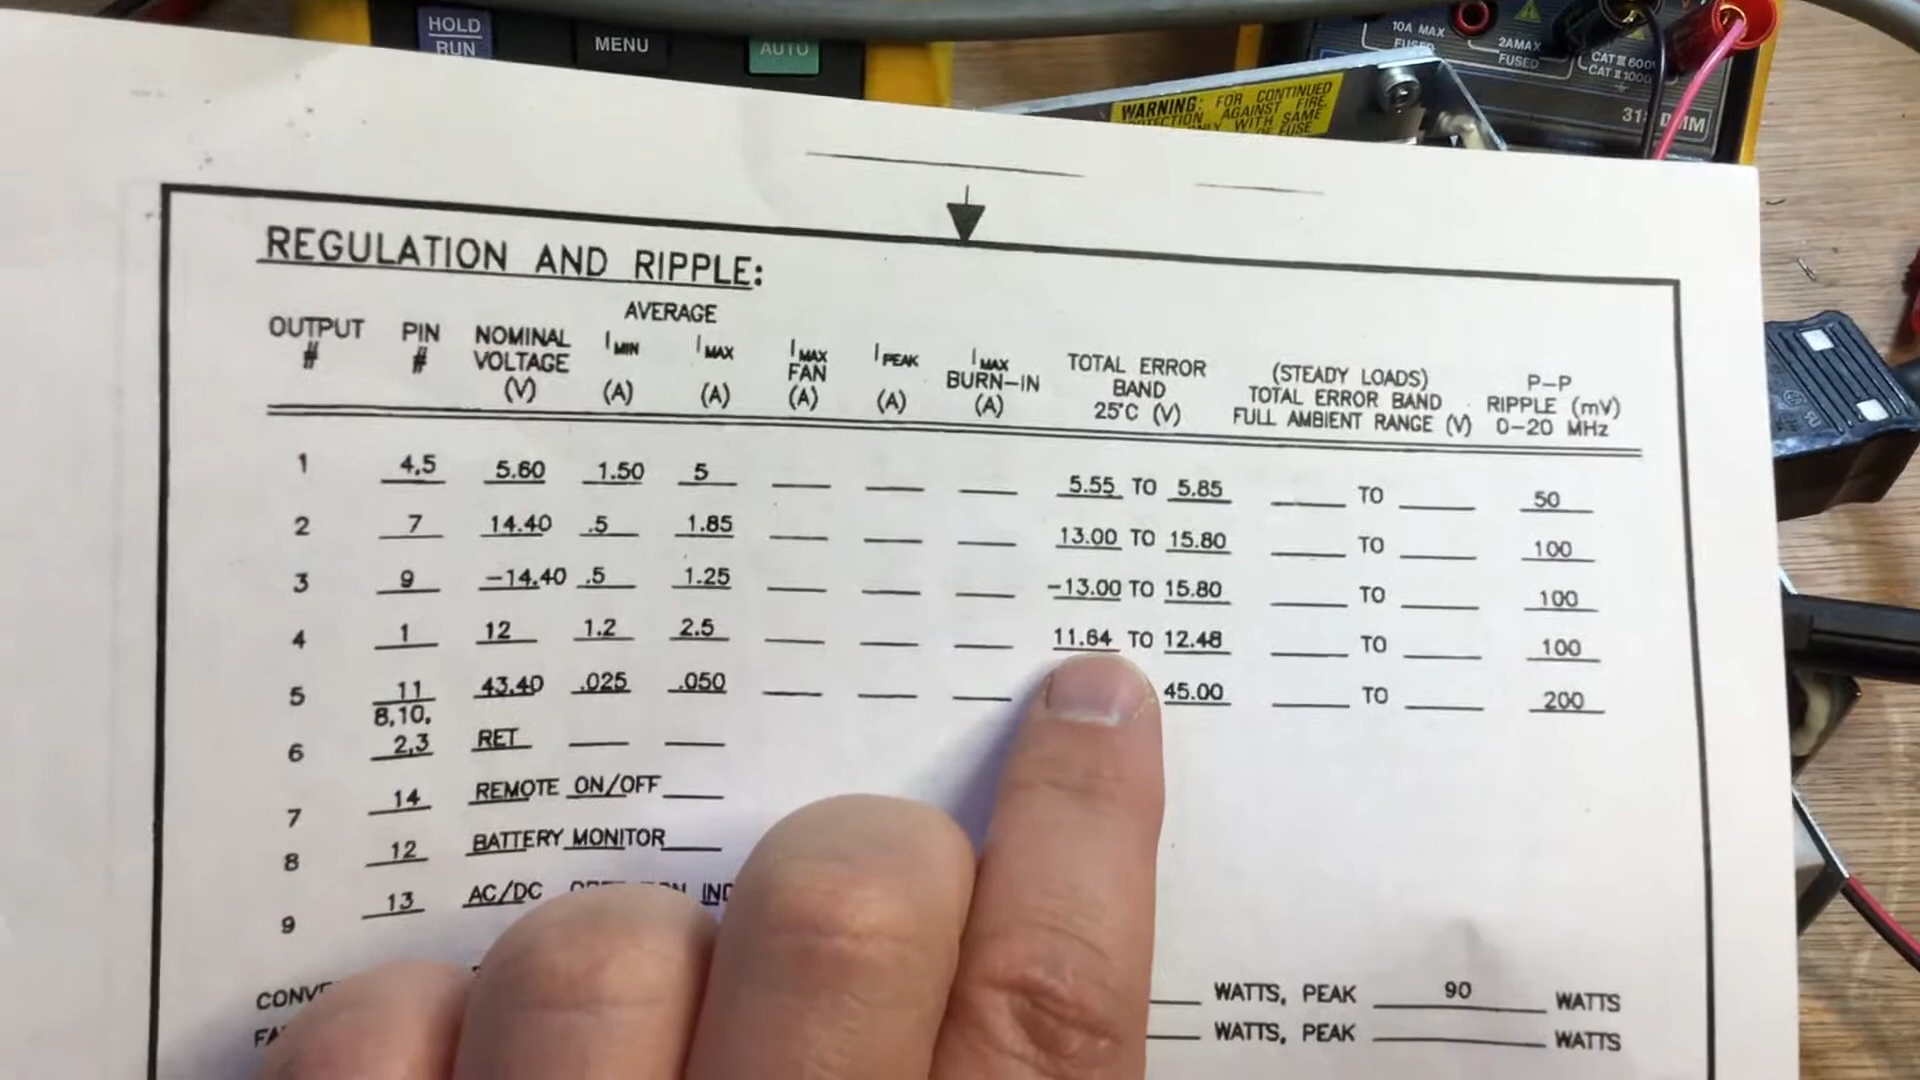 HOLD
RUN
MENU
AUTO
10A MAX
FUSED
2A MAX
FUSED
CAT III 600V
CAT II 1000
DMM
WARNING: FOR CONTINUED
AGAINST FIRE,
WITH SAME
OF FUSE
REGULATION AND RIPPLE:
AVERAGE
OUTPUT # PIN # NOMINAL VOLTAGE (V) I MIN (A) I MAX (A) I MAX FAN (A) I PEAK (A) I MAX BURN-IN (A) TOTAL ERROR BAND 25°C (V) (STEADY LOADS) TOTAL ERROR BAND FULL AMBIENT RANGE (V) P-P RIPPLE (mV) 0-20 MHz
1 4,5 5.60 1.50 5 5.55 TO 5.85 TO 50
2 7 14.40 .5 1.85 13.00 TO 15.80 TO 100
3 9 -14.40 .5 1.25 -13.00 TO 15.80 TO 100
4 1 12 1.2 2.5 11.64 TO 12.48 TO 100
5 11 43.40 .025 .050 45.00 TO 200
8,10,
6 2,3 RET
7 14 REMOTE ON/OFF
8 12 BATTERY MONITOR
9 13 AC/DC
WATTS, PEAK 90 WATTS
WATTS, PEAK WATTS